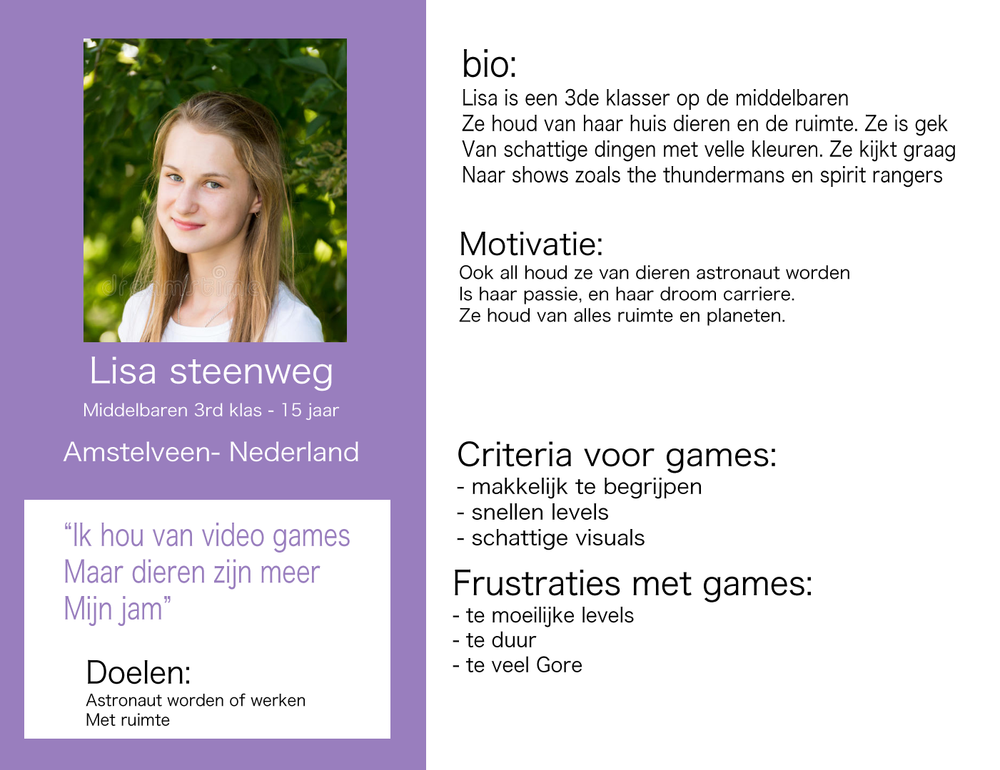 dreamstime
Lisa steenweg
Middelbaren 3rd klas - 15 jaar
Amstelveen- Nederland
“Ik hou van video games
Maar dieren zijn meer
Mijn jam”
Doelen:
Astronaut worden of werken
Met ruimte
bio:
Lisa is een 3de klasser op de middelbaren
Ze houd van haar huis dieren en de ruimte. Ze is gek
Van schattige dingen met velle kleuren. Ze kijkt graag
Naar shows zoals the thundermans en spirit rangers
Motivatie:
Ook all houd ze van dieren astronaut worden
Is haar passie, en haar droom carriere.
Ze houd van alles ruimte en planeten.
Criteria voor games:
- makkelijk te begrijpen
- snellen levels
- schattige visuals
Frustraties met games:
- te moeilijke levels
- te duur
- te veel Gore